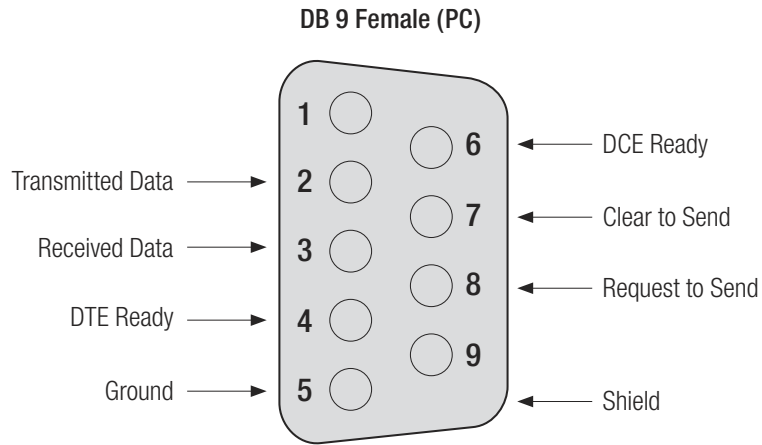 DB 9 Female (PC)
1
6
DCE Ready
Transmitted Data
2
7
Clear to Send
Received Data
3
8
Request to Send
DTE Ready
4
9
Ground
5
Shield